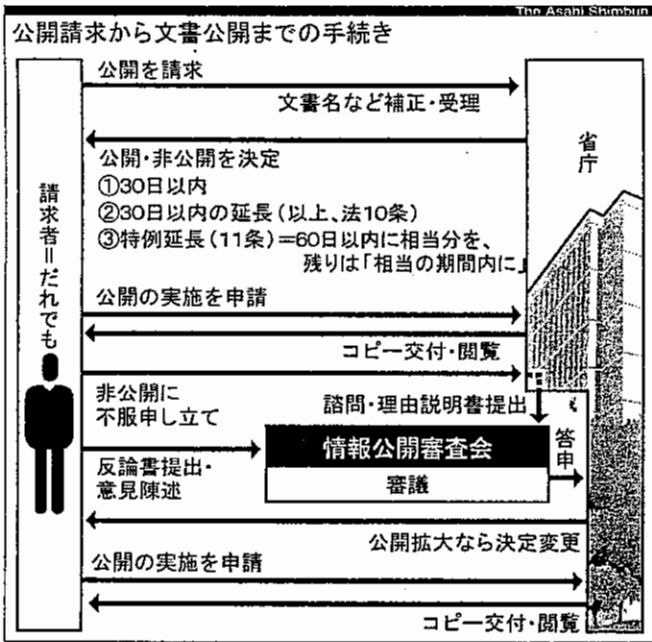 The Asahi Shimbun
公開請求から文書公開までの手続き
公開を請求
文書名など補正・受理
省庁
公開・非公開を決定
①30日以内
②30日以内の延長(以上、法10条)
③特例延長(11条)=60日以内に相当分を、
残りは「相当の期間内に」
請求者=だれでも
公開の実施を申請
コピー交付・閲覧
非公開に
不服申し立て
諮問・理由説明書提出
情報公開審査会
審議
答申
反論書提出・
意見陳述
公開拡大なら決定変更
公開の実施を申請
コピー交付・閲覧